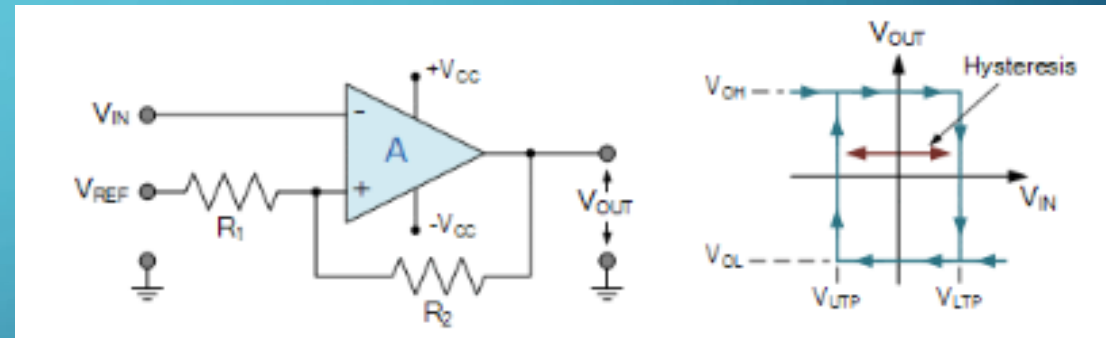 +VCC
VIN
-
A
VREF
+
R1
-VCC
VOUT
R2
VOUT
Hysteresis
VOH
VIN
VOL
VUTP
VLTP